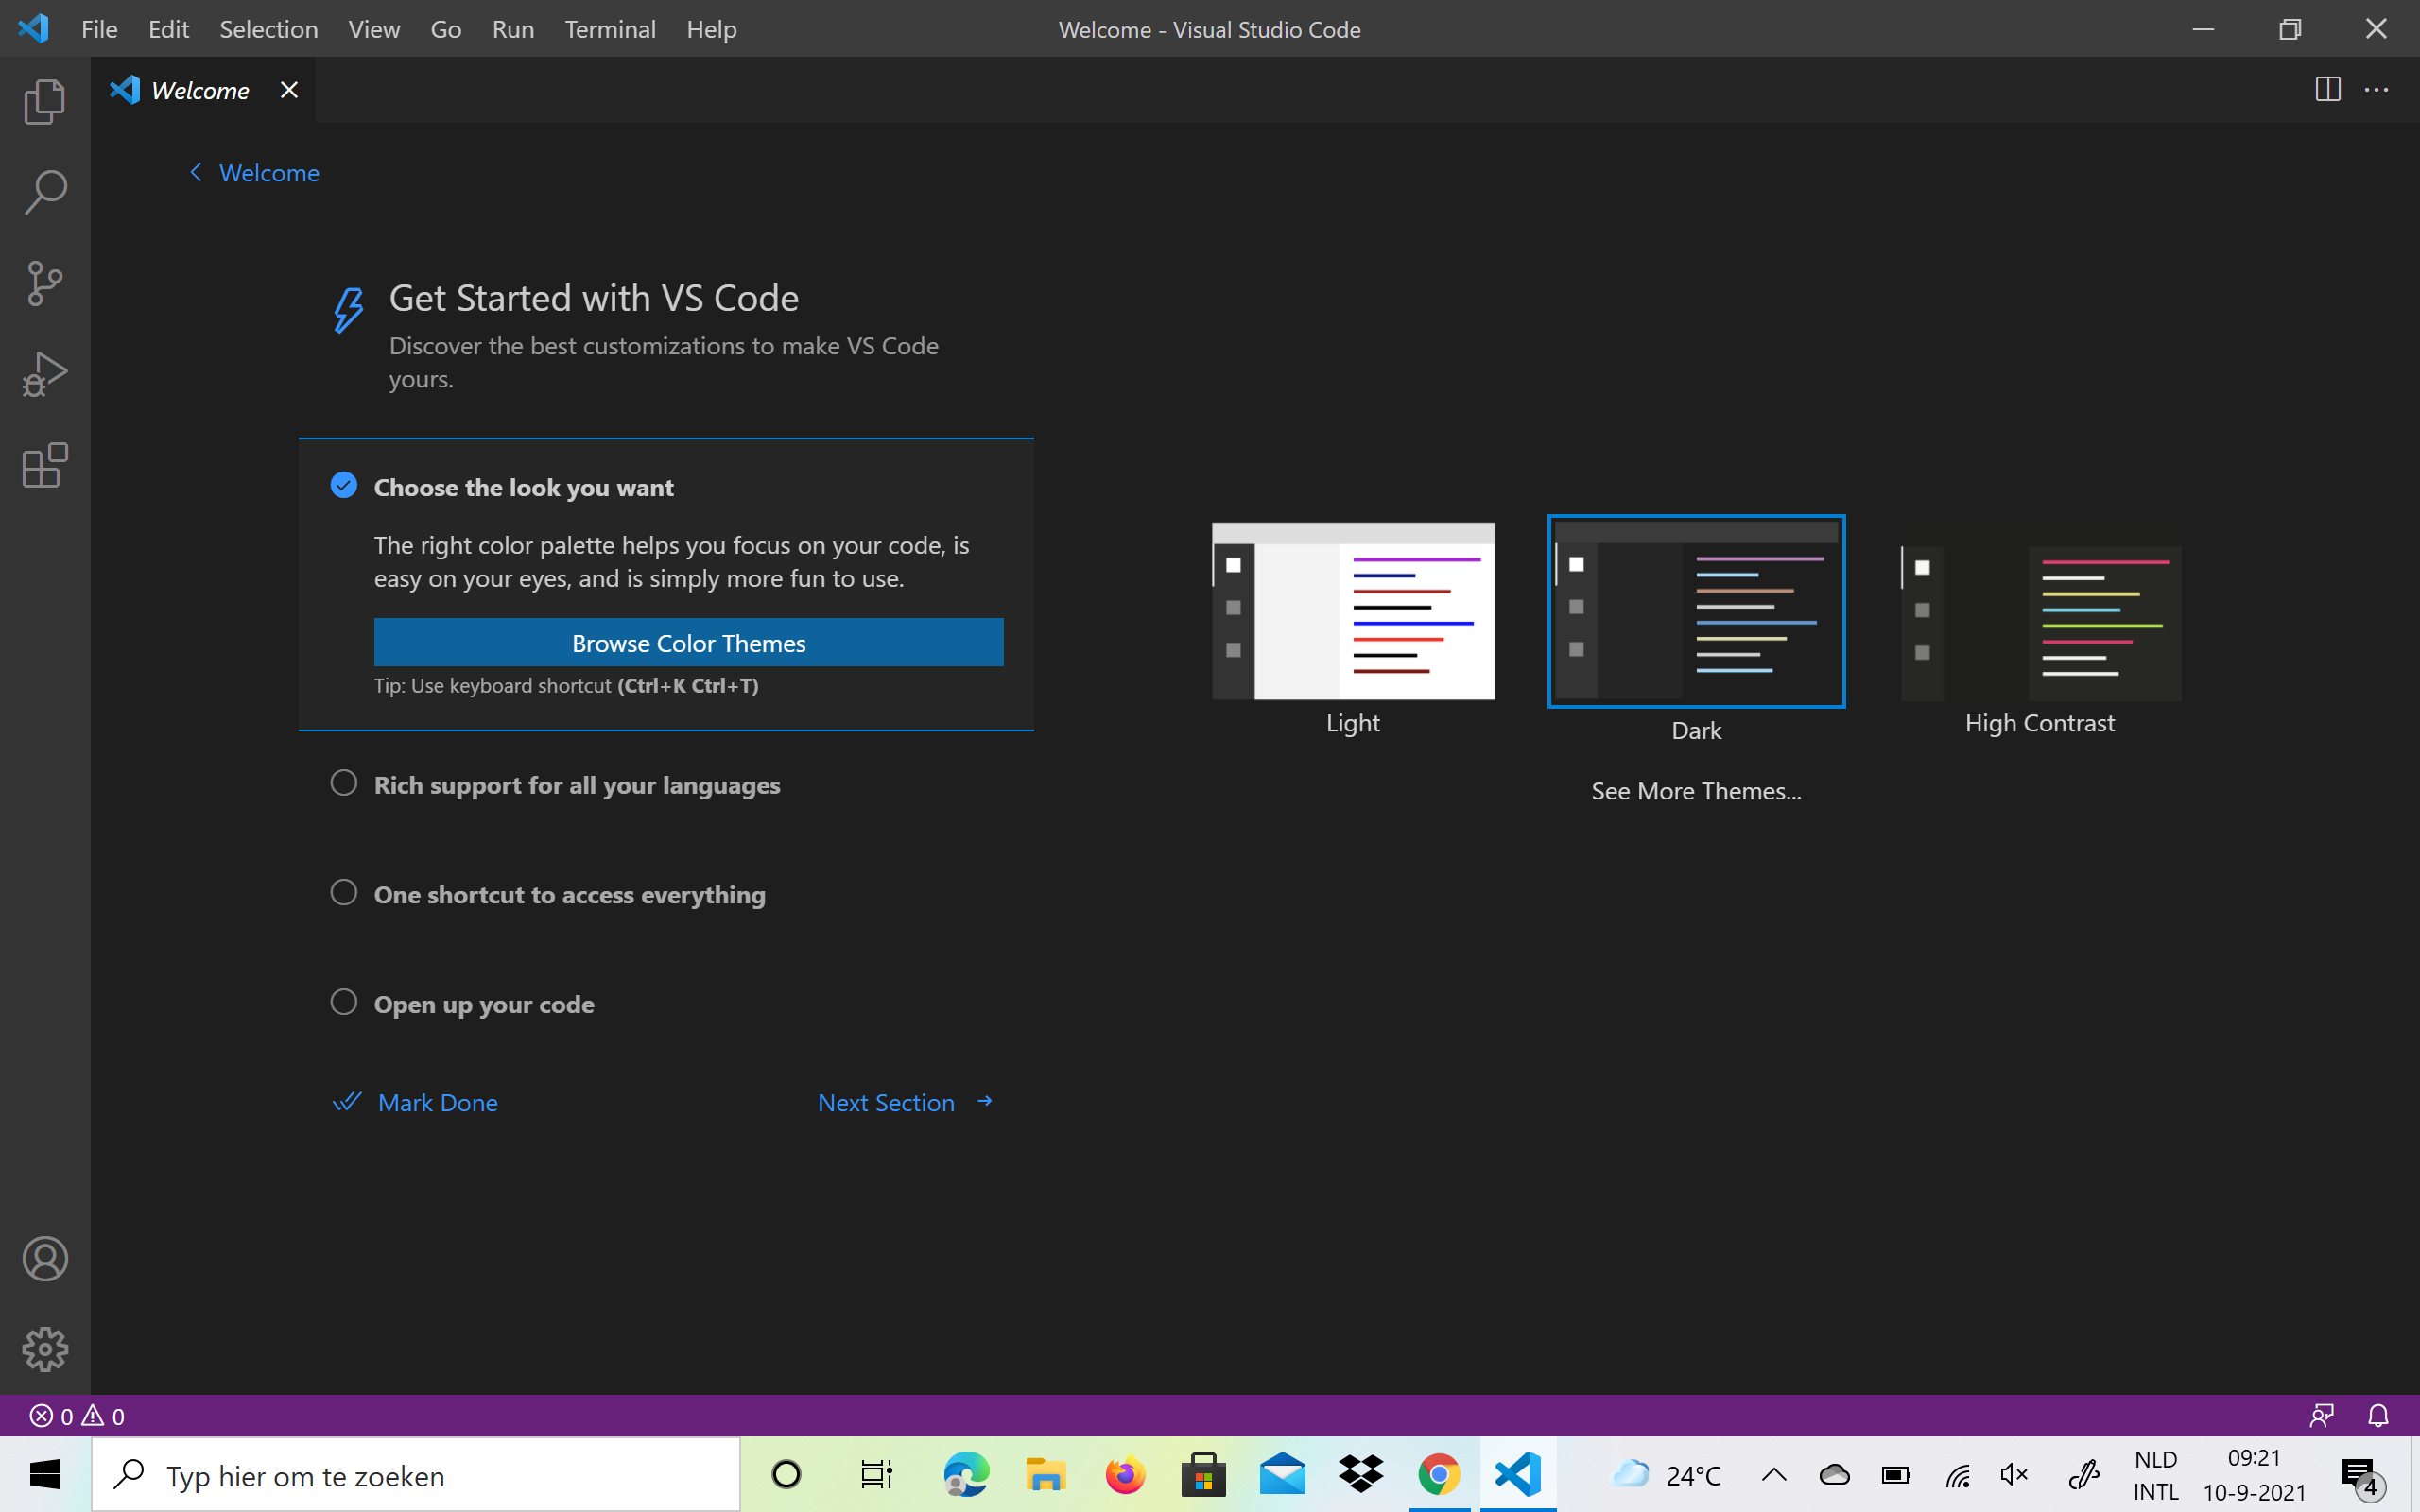 File Edit Selection View Go Run Terminal Help
Welcome - Visual Studio Code
Welcome
Welcome
Get Started with VS Code
Discover the best customizations to make VS Code
yours.
Choose the look you want
The right color palette helps you focus on your code, is
easy on your eyes, and is simply more fun to use.
Browse Color Themes
Tip: Use keyboard shortcut (Ctrl+K Ctrl+T)
Rich support for all your languages
One shortcut to access everything
Open up your code
Mark Done
Next Section
Light
Dark
High Contrast
See More Themes...
0 0
Typ hier om te zoeken
24°C
NLD
INTL
09:21
10-9-2021
4